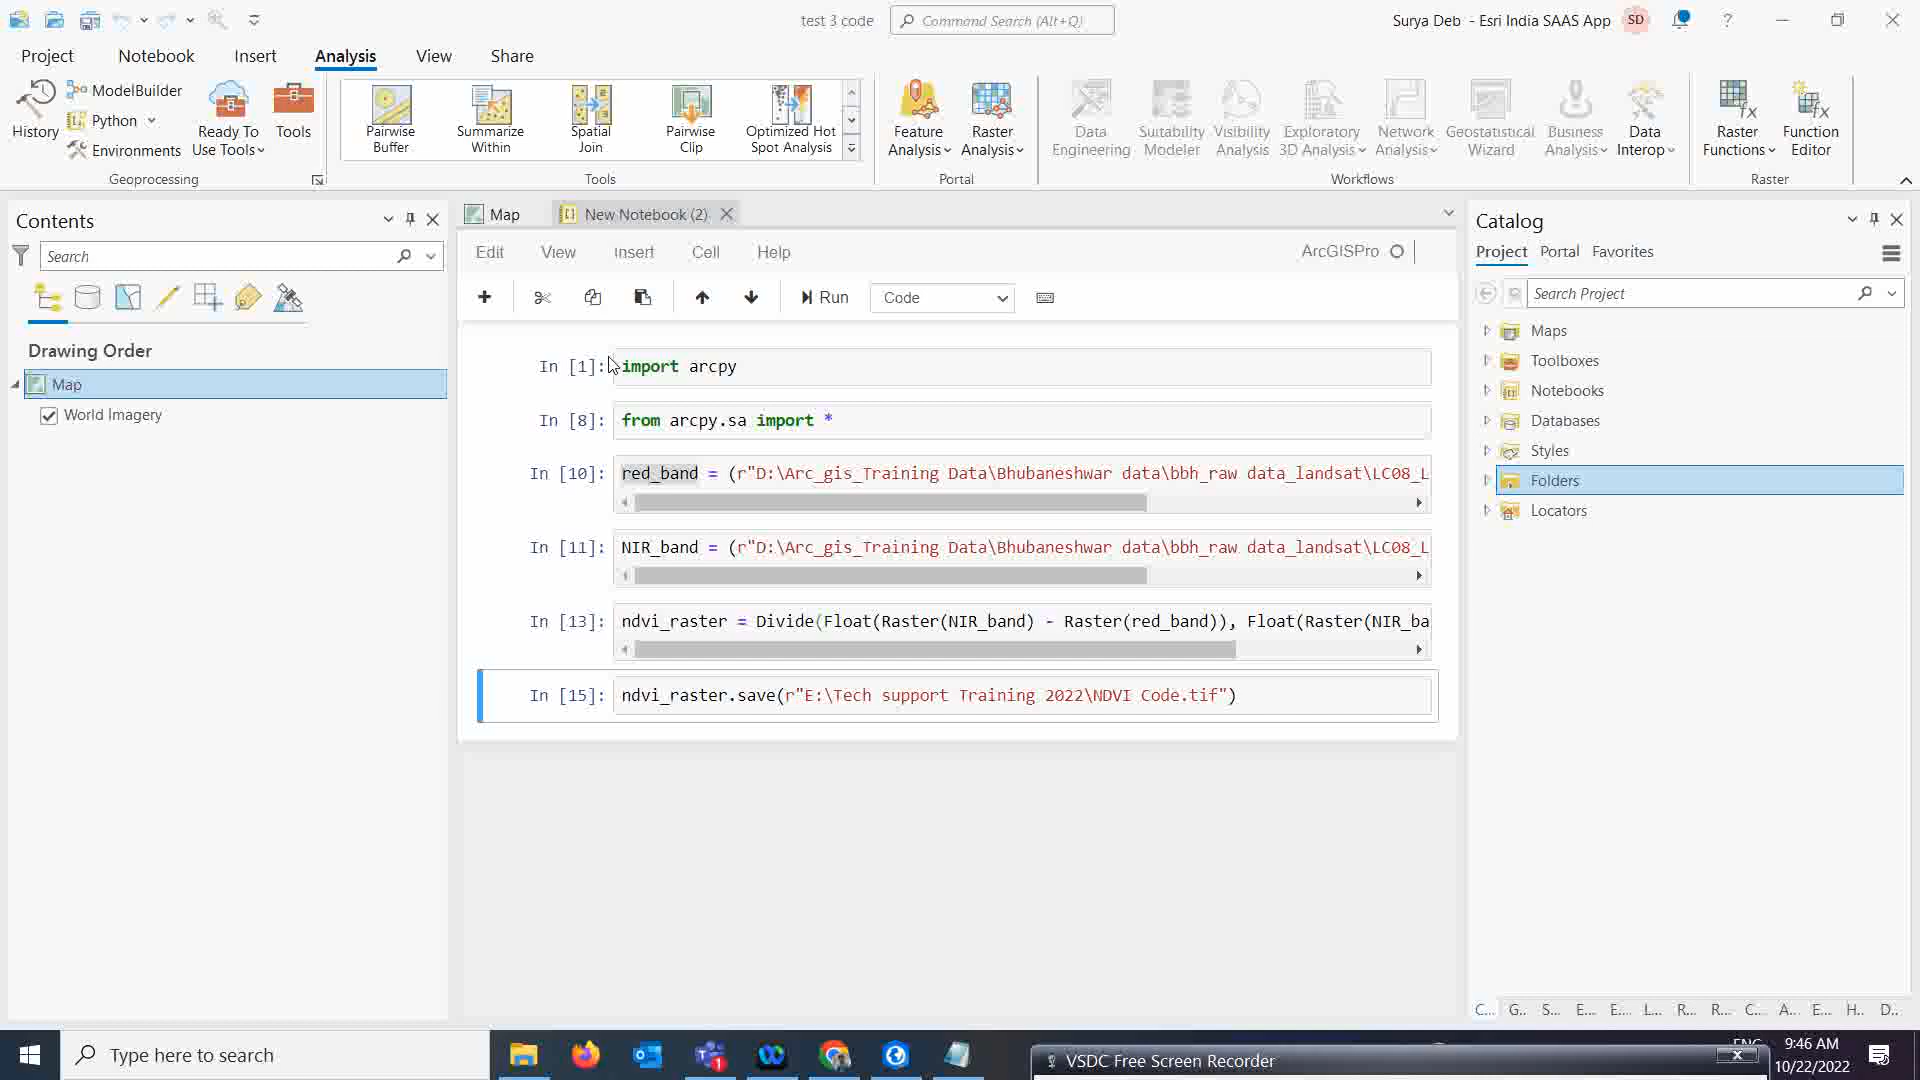 test 3 code
Command Search (Alt+Q)
Surya Deb - Esri India SAAS App
SD
?
Project
Notebook
Insert
Analysis
View
Share
History
ModelBuilder
Python
Environments
Ready To
Use Tools
Tools
Geoprocessing
Pairwise
Buffer
Summarize
Within
Spatial
Join
Pairwise
Clip
Optimized Hot
Spot Analysis
Tools
Feature
Analysis
Raster
Analysis
Portal
Data
Engineering
Suitability
Modeler
Visibility
Analysis
Exploratory
3D Analysis
Network
Analysis
Geostatistical
Wizard
Business
Analysis
Data
Interop
Workflows
Raster
Functions
Function
Editor
Raster
Contents
Search
Drawing Order
Map
World Imagery
Map
New Notebook (2)
Edit
View
Insert
Cell
Help
ArcGISPro
Run
Code
In [1]: import arcpy
In [8]: from arcpy.sa import *
In [10]: red_band = (r"D:\Arc_gis_Training Data\Bhubaneshwar data\bbh_raw data_landsat\LC08_L
In [11]: NIR_band = (r"D:\Arc_gis_Training Data\Bhubaneshwar data\bbh_raw data_landsat\LC08_L
In [13]: ndvi_raster = Divide(Float(Raster(NIR_band) - Raster(red_band)), Float(Raster(NIR_ba
In [15]: ndvi_raster.save(r"E:\Tech support Training 2022\NDVI Code.tif")
Catalog
Project
Portal
Favorites
Search Project
Maps
Toolboxes
Notebooks
Databases
Styles
Folders
Locators
C... G.. S... E... E... L... R... R... C... A... E... H.. D..
Type here to search
1
VSDC Free Screen Recorder
X
9:46 AM
10/22/2022